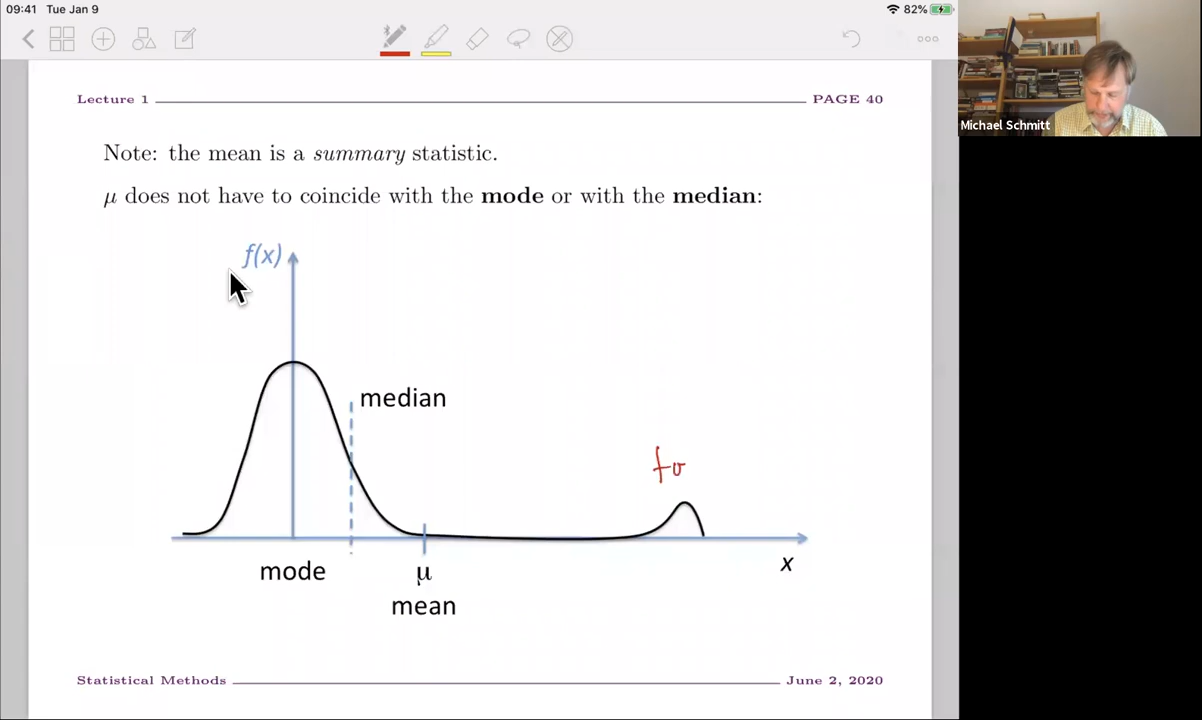 09:41 Tue Jan 9 82%
Lecture 1 PAGE 40
Michael Schmitt
Note: the mean is a summary statistic.
μ does not have to coincide with the mode or with the median:
f(x)
median
fo
mode
μ
x
mean
Statistical Methods June 2, 2020